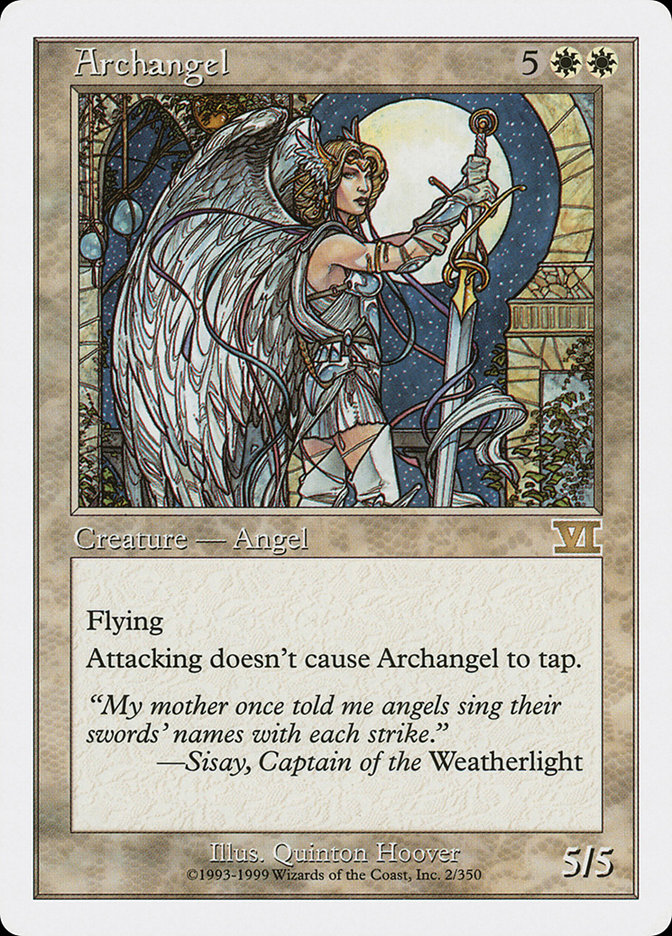 Archangel 5
Creature — Angel VI
Flying
Attacking doesn't cause Archangel to tap.
“My mother once told me angels sing their
swords’ names with each strike.”
—Sisay, Captain of the Weatherlight
Illus. Quinton Hoover
©1993-1999 Wizards of the Coast, Inc. 2/350
5/5